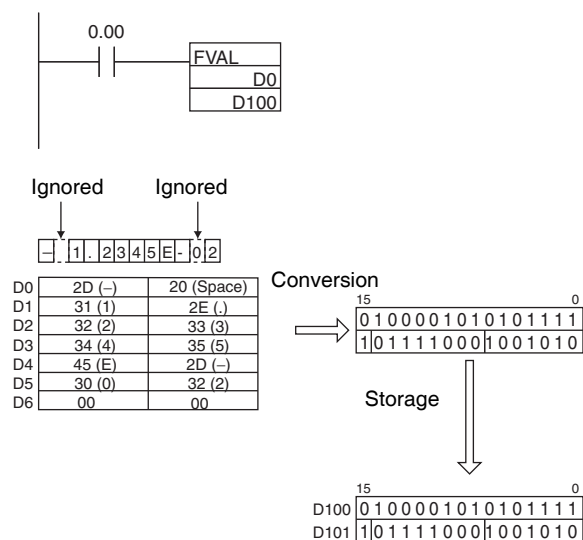 0.00
FVAL
D0
D100
Ignored Ignored
– 1 . 2 3 4 5 E - 0 2
D0 2D (–) 20 (Space)
D1 31 (1) 2E (.)
D2 32 (2) 33 (3)
D3 34 (4) 35 (5)
D4 45 (E) 2D (–)
D5 30 (0) 32 (2)
D6 00 00
Conversion
15 0
0 1 0 0 0 0 1 0 1 0 1 0 1 1 1 1
1 0 1 1 1 1 0 0 0 1 0 0 1 0 1 0
Storage
15 0
D100 0 1 0 0 0 0 1 0 1 0 1 0 1 1 1 1
D101 1 0 1 1 1 1 0 0 0 1 0 0 1 0 1 0